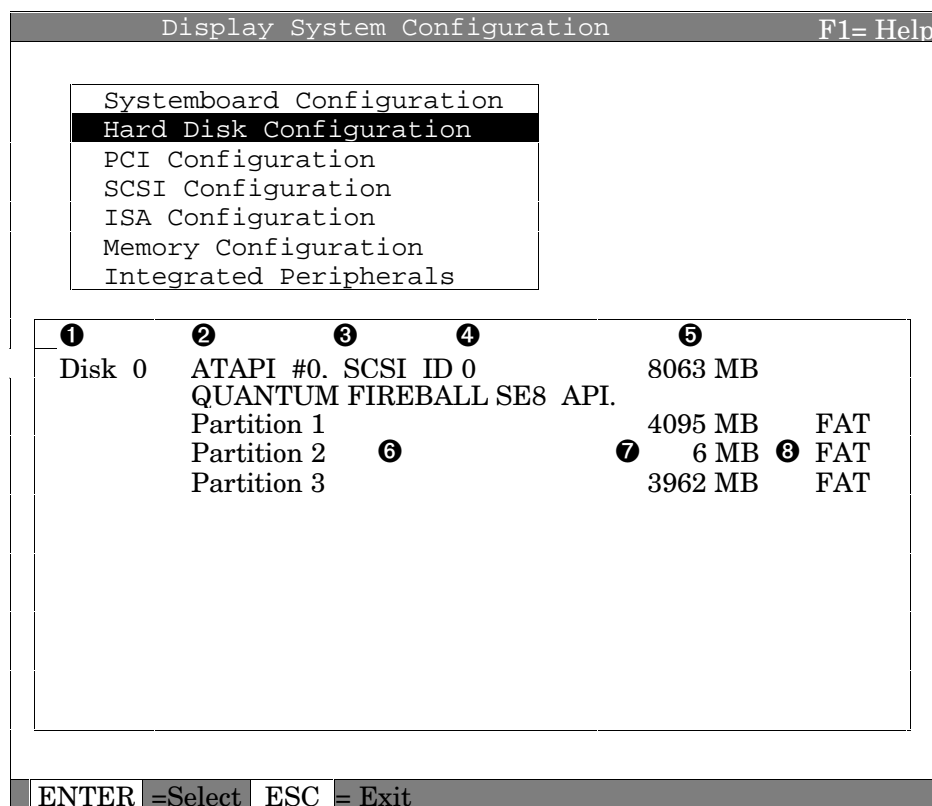 Display System Configuration F1= Help
Systemboard Configuration
Hard Disk Configuration
PCI Configuration
SCSI Configuration
ISA Configuration
Memory Configuration
Integrated Peripherals
❶ ❷ ❸ ❹ ❺
Disk 0 ATAPI #0, SCSI ID 0 8063 MB
QUANTUM FIREBALL SE8 API.
Partition 1 4095 MB FAT
Partition 2 ❻ ❼ 6 MB ❽ FAT
Partition 3 3962 MB FAT
ENTER =Select ESC = Exit